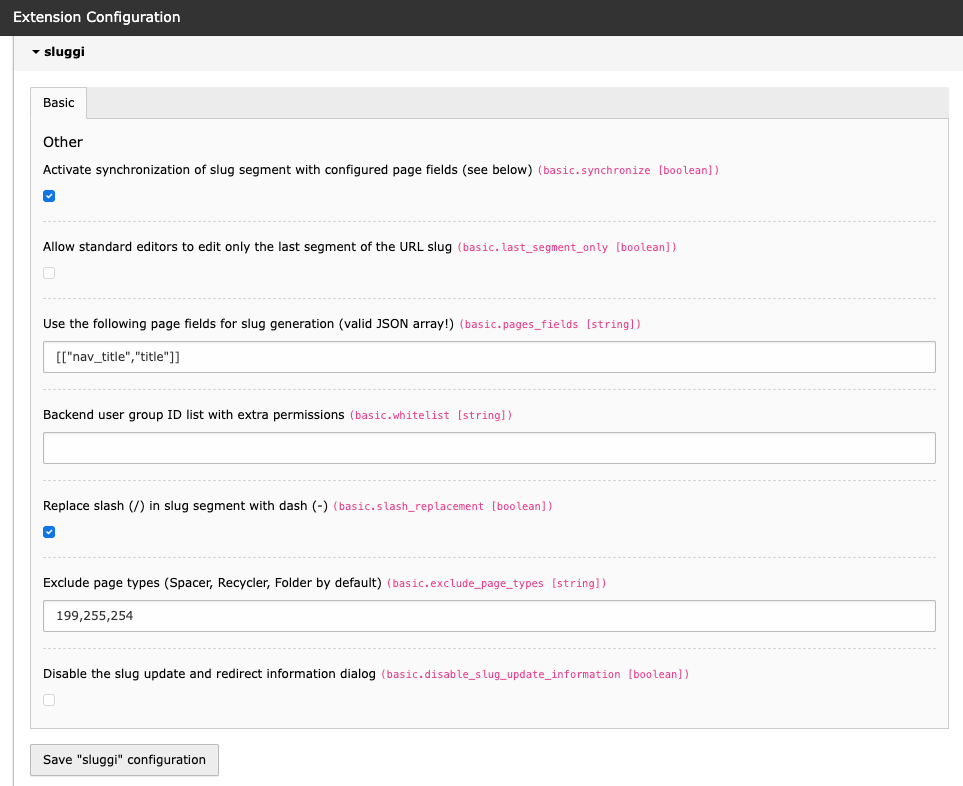 Extension Configuration
sluggi
Basic
Other
Activate synchronization of slug segment with configured page fields (see below) (basic.synchronize [boolean])
Allow standard editors to edit only the last segment of the URL slug (basic.last_segment_only [boolean])
Use the following page fields for slug generation (valid JSON array!) (basic.pages_fields [string])
[["nav_title","title"]]
Backend user group ID list with extra permissions (basic.whitelist [string])
Replace slash (/) in slug segment with dash (-) (basic.slash_replacement [boolean])
Exclude page types (Spacer, Recycler, Folder by default) (basic.exclude_page_types [string])
199,255,254
Disable the slug update and redirect information dialog (basic.disable_slug_update_information [boolean])
Save "sluggi" configuration